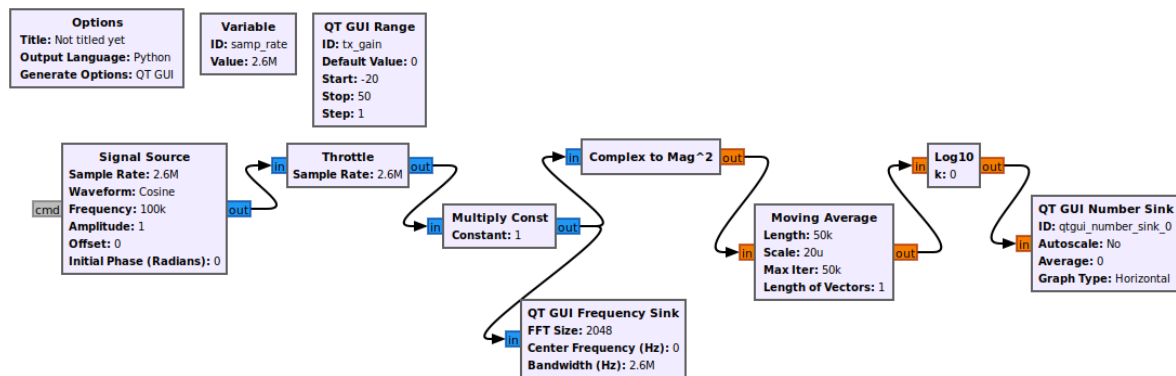 Options
Title: Not titled yet
Output Language: Python
Generate Options: QT GUI
Variable
ID: samp_rate
Value: 2.6M
QT GUI Range
ID: tx_gain
Default Value: 0
Start: -20
Stop: 50
Step: 1
Signal Source
Sample Rate: 2.6M
Waveform: Cosine
Frequency: 100k
Amplitude: 1
Offset: 0
Initial Phase (Radians): 0
cmd
out
in
Throttle
Sample Rate: 2.6M
out
in
Multiply Const
Constant: 1
out
in
QT GUI Frequency Sink
FFT Size: 2048
Center Frequency (Hz): 0
Bandwidth (Hz): 2.6M
in
Complex to Mag^2
out
in
Moving Average
Length: 50k
Scale: 20u
Max Iter: 50k
Length of Vectors: 1
out
in
Log10
k: 0
out
in
QT GUI Number Sink
ID: qtgui_number_sink_0
Autoscale: No
Average: 0
Graph Type: Horizontal